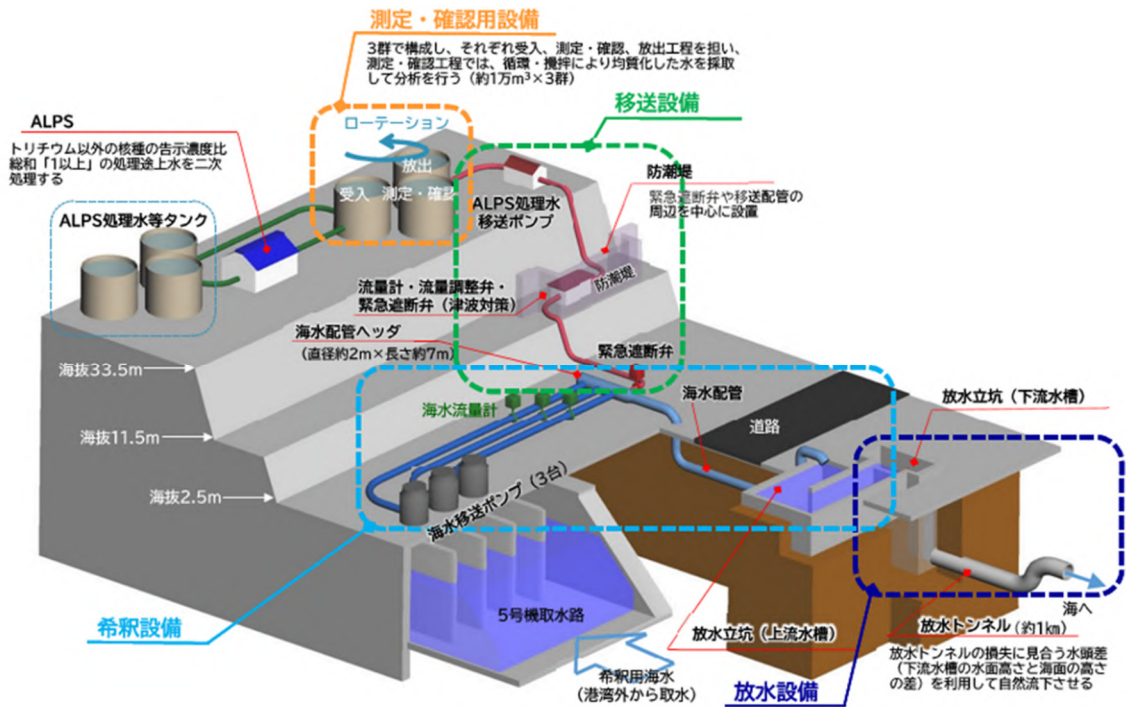 測定・確認用設備
3群で構成し、それぞれ受入、測定・確認、放出工程を担い、
測定・確認工程では、循環・攪拌により均質化した水を採取
して分析を行う（約1万m³×3群）
移送設備
ALPS
トリチウム以外の核種の告示濃度比
総和「1以上」の処理途上水を二次
処理する
ローテーション
放出
受入
測定・確認
防潮堤
緊急遮断弁や移送配管の
周辺を中心に設置
ALPS処理水等タンク
ALPS処理水
移送ポンプ
防潮堤
流量計・流量調整弁・
緊急遮断弁（津波対策）
海水配管ヘッダ
（直径約2m×長さ約7m）
緊急遮断弁
海抜33.5m
海水流量計
海水配管
道路
放水立坑（下流水槽）
海抜11.5m
海抜2.5m
海水移送ポンプ（3台）
5号機取水路
希釈設備
放水立坑（上流水槽）
海へ
放水トンネル（約1km）
放水トンネルの損失に見合う水頭差
（下流水槽の水面高さと海面の高さ
の差）を利用して自然流下させる
希釈用海水
（港湾外から取水）
放水設備